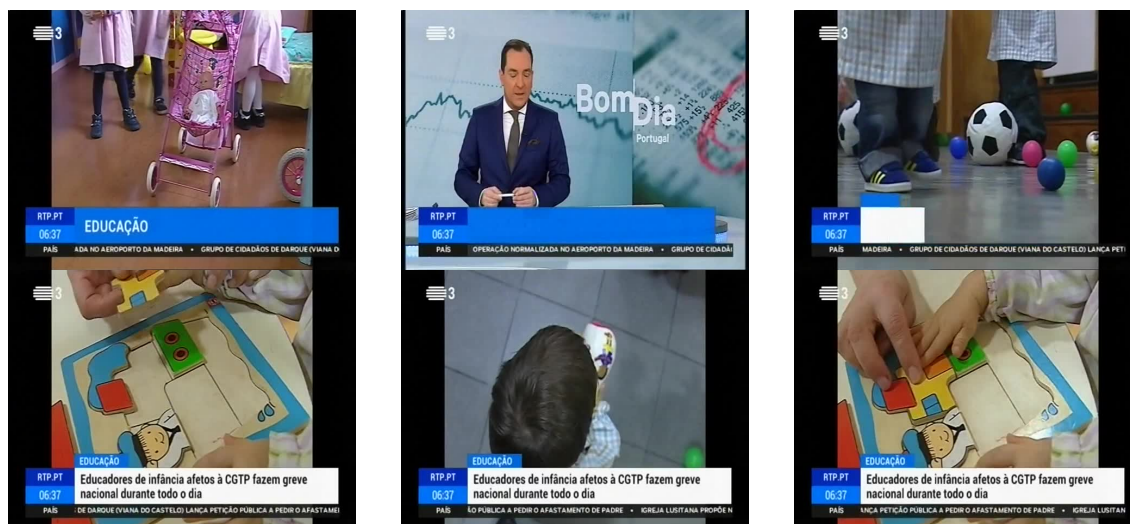 3
RTP.PT
06:37
EDUCAÇÃO
PAÍS ADA NO AEROPORTO DA MADEIRA • GRUPO DE CIDADÃOS DE DARQUE (VIANA D
3
Bom Dia
Portugal
RTP.PT
06:37
PAÍS OPERAÇÃO NORMALIZADA NO AEROPORTO DA MADEIRA • GRUPO DE CIDADÃ
3
RTP.PT
06:37
PAÍS MADEIRA • GRUPO DE CIDADÃOS DE DARQUE (VIANA DO CASTELO) LANÇA PET
3
EDUCAÇÃO
RTP.PT
06:37
Educadores de infância afetos à CGTP fazem greve
nacional durante todo o dia
PAÍS DE DARQUE (VIANA DO CASTELO) LANÇA PETIÇÃO PÚBLICA A PEDIR O AFASTAME
3
EDUCAÇÃO
RTP.PT
06:37
Educadores de infância afetos à CGTP fazem greve
nacional durante todo o dia
PAÍS ÃO PÚBLICA A PEDIR O AFASTAMENTO DE PADRE • IGREJA LUSITANA PROPÕE N
3
EDUCAÇÃO
RTP.PT
06:37
Educadores de infância afetos à CGTP fazem greve
nacional durante todo o dia
PAÍS ANÇA PETIÇÃO PÚBLICA A PEDIR O AFASTAMENTO DE PADRE • IGREJA LUSITAN